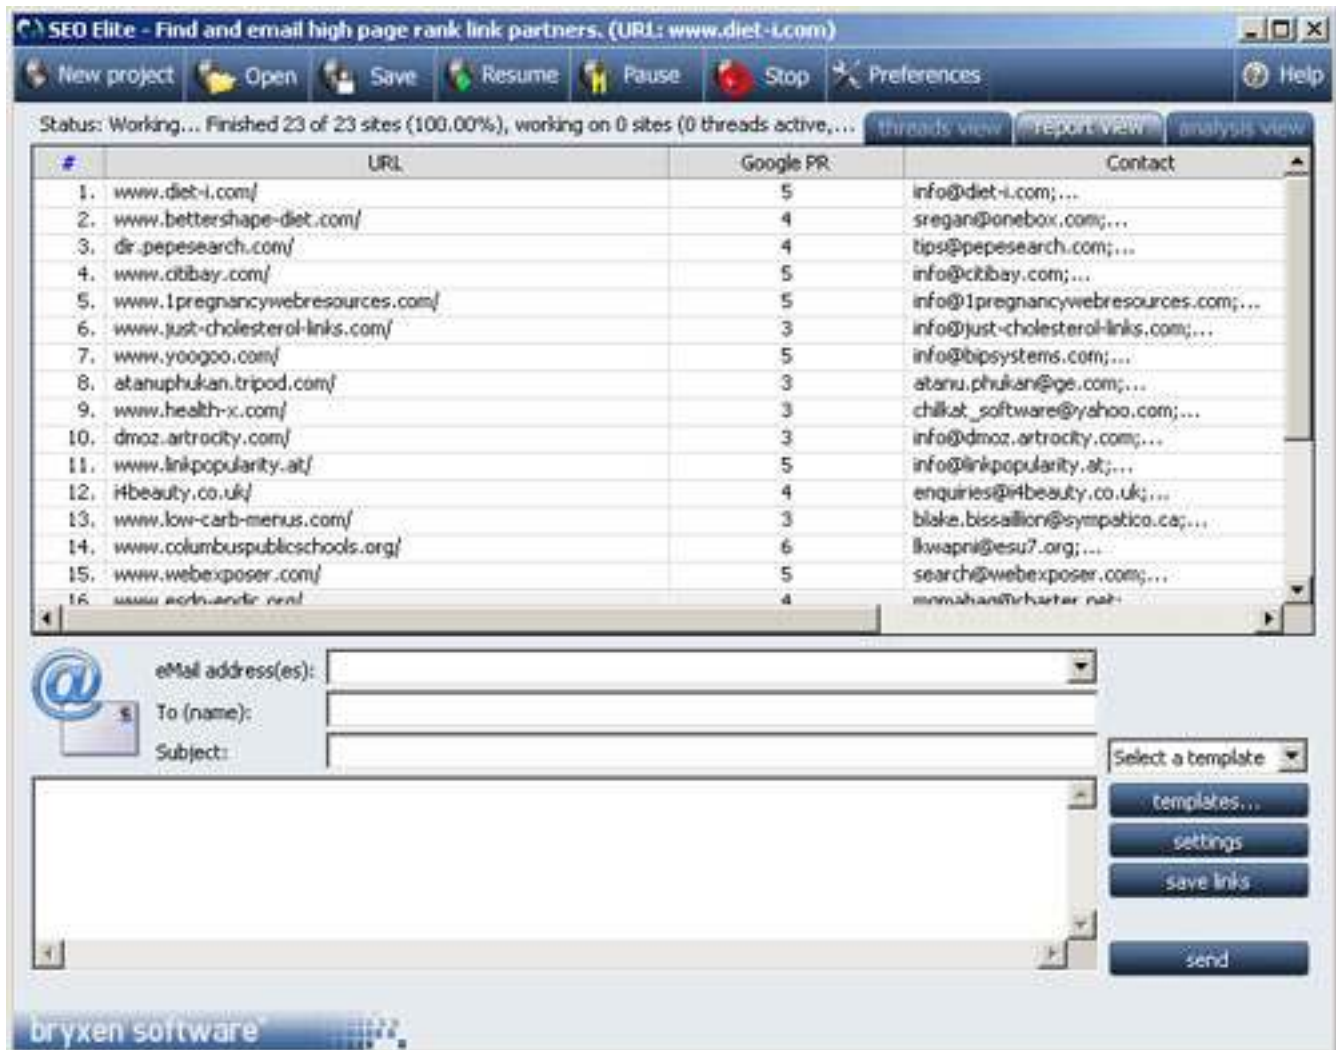 SEO Elite - Find and email high page rank link partners. (URL: www.diet-i.com)
New project Open Save Resume Pause Stop Preferences Help
Status: Working... Finished 23 of 23 sites (100.00%), working on 0 sites (0 threads active,... threads view report view analysis view
# URL Google PR Contact
1. www.diet-i.com/ 5 info@diet-i.com;...
2. www.bettershape-diet.com/ 4 sregan@onebox.com;...
3. dir.pepesearch.com/ 4 tips@pepesearch.com;...
4. www.citibay.com/ 5 info@citibay.com;...
5. www.1pregnancywebresources.com/ 5 info@1pregnancywebresources.com;...
6. www.just-cholesterol-links.com/ 3 info@just-cholesterol-links.com;...
7. www.yoogoo.com/ 5 info@bipsystems.com;...
8. atanuphukan.tripod.com/ 3 atanu.phukan@ge.com;...
9. www.health-x.com/ 3 chilkat_software@yahoo.com;...
10. dmoz.artrocity.com/ 3 info@dmoz.artrocity.com;...
11. www.linkpopularity.at/ 5 info@linkpopularity.at;...
12. i4beauty.co.uk/ 4 enquiries@i4beauty.co.uk;...
13. www.low-carb-menus.com/ 3 blake.bissaillion@sympatico.ca;...
14. www.columbuspublicschools.org/ 6 lkwapni@esu7.org;...
15. www.webexposer.com/ 5 search@webexposer.com;...
16 4
eMail address(es):
To (name):
Subject:
Select a template
templates...
settings
save links
send
bryxen software